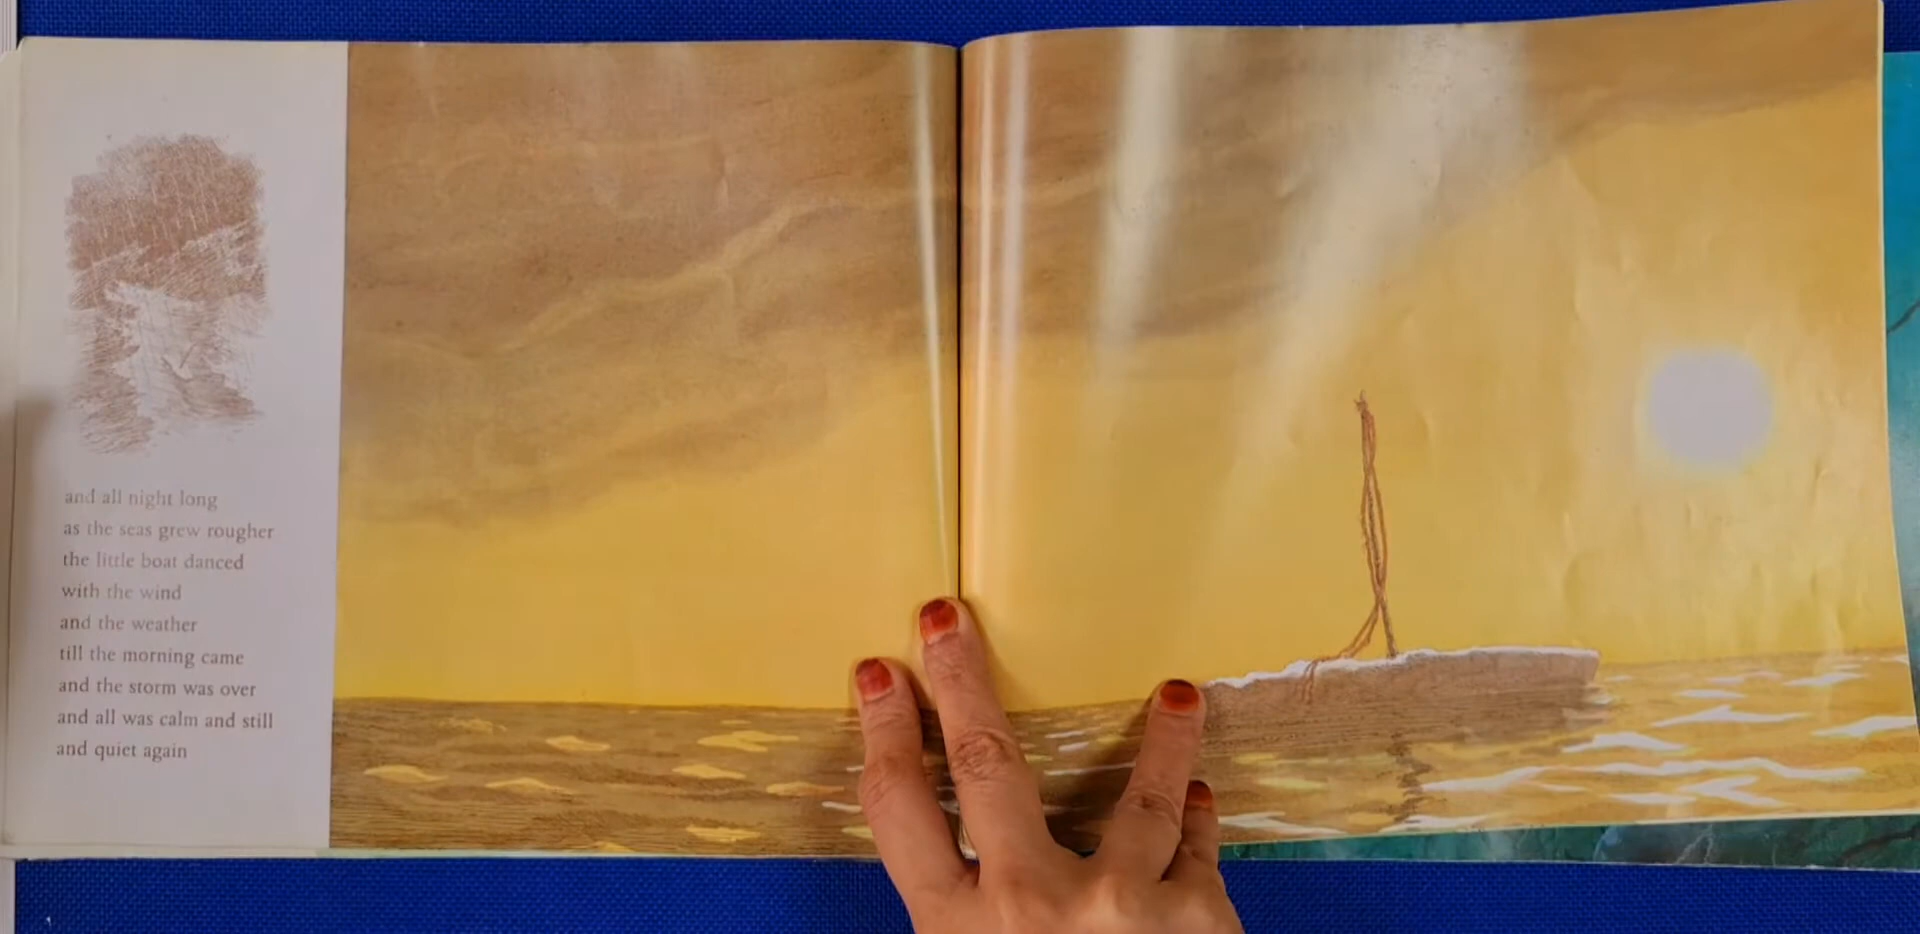 and all night long
as the seas grew rougher
the little boat danced
with the wind
and the weather
till the morning came
and the storm was over
and all was calm and still
and quiet again